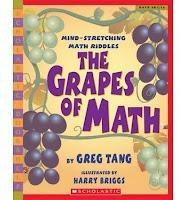 MIND-STRETCHING
MATH RIDDLES
THE GRAPES
OF MATH
BY GREG TANG
ILLUSTRATED BY
HARRY BRIGGS
SCHOLASTIC